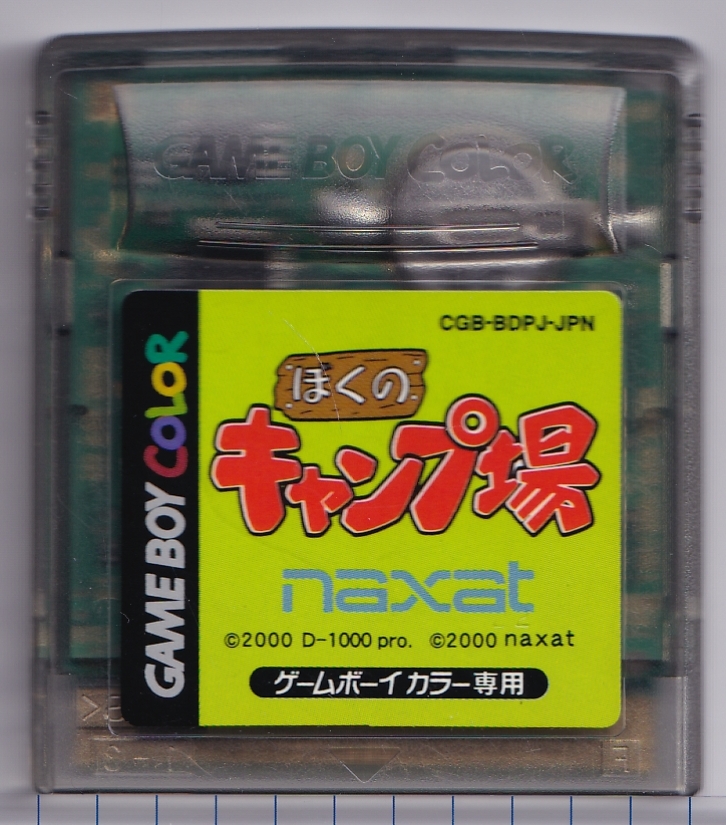 GAME BOY COLOR
GAME BOY COLOR
CGB-BDPJ-JPN
ぼくの
キャンプ場
naxat
©2000 D-1000 pro. ©2000 naxat
ゲームボーイカラー専用